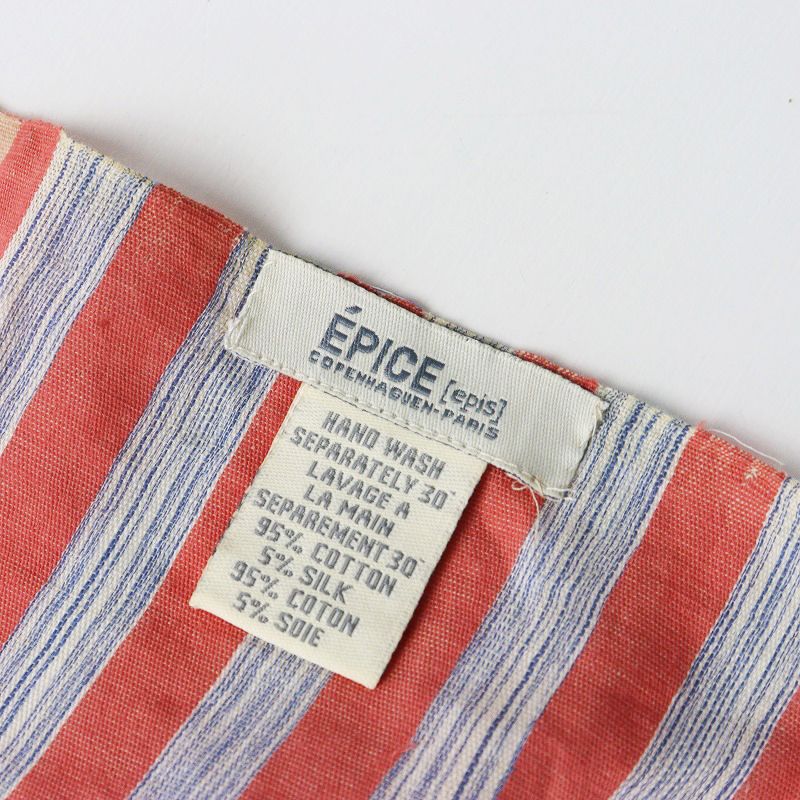 ÉPICE [epis]
COPENHAGUEN-PARIS
HAND WASH
SEPARATELY 30°
LAVAGE A
LA MAIN
SEPAREMENT 30°
95% COTTON
5% SILK
95% COTON
5% SOIE